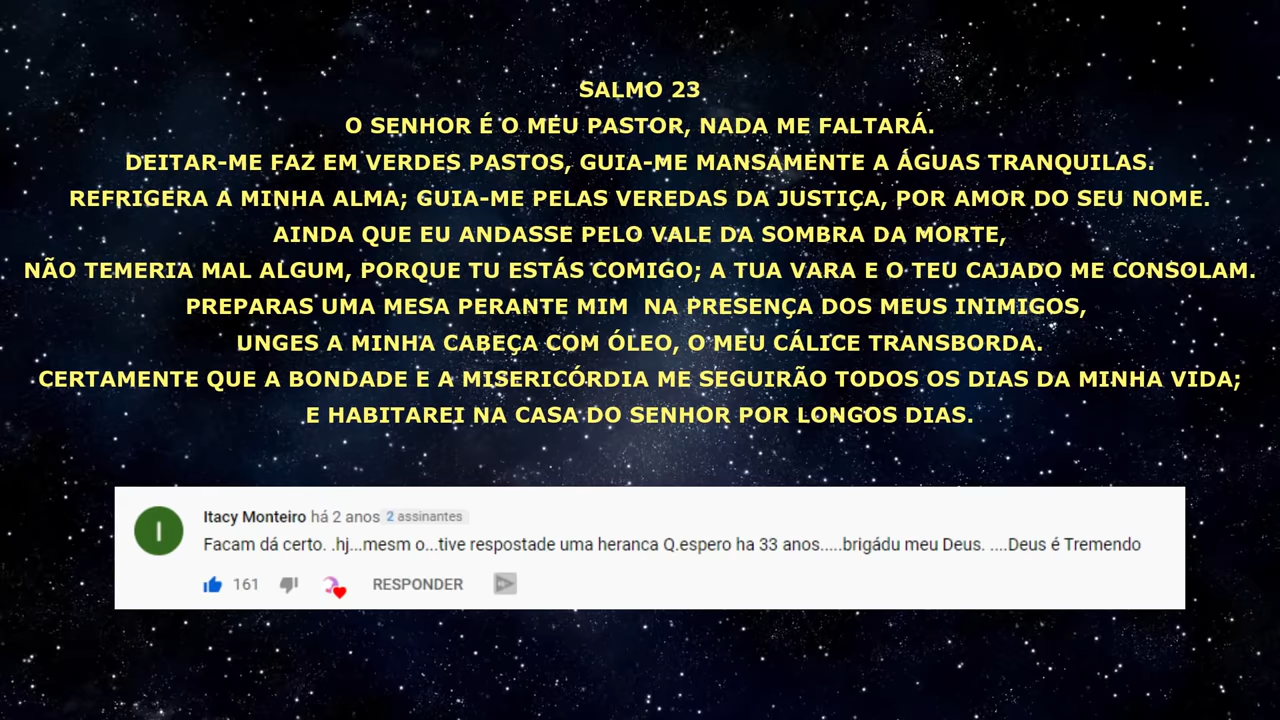 SALMO 23
O SENHOR É O MEU PASTOR, NADA ME FALTARÁ.
DEITAR-ME FAZ EM VERDES PASTOS, GUIA-ME MANSAMENTE A ÁGUAS TRANQUILAS.
REFRIGERA A MINHA ALMA; GUIA-ME PELAS VEREDAS DA JUSTIÇA, POR AMOR DO SEU NOME.
AINDA QUE EU ANDASSE PELO VALE DA SOMBRA DA MORTE,
NÃO TEMERIA MAL ALGUM, PORQUE TU ESTÁS COMIGO; A TUA VARA E O TEU CAJADO ME CONSOLAM.
PREPARAS UMA MESA PERANTE MIM  NA PRESENÇA DOS MEUS INIMIGOS,
UNGES A MINHA CABEÇA COM ÓLEO, O MEU CÁLICE TRANSBORDA.
CERTAMENTE QUE A BONDADE E A MISERICÓRDIA ME SEGUIRÃO TODOS OS DIAS DA MINHA VIDA;
E HABITAREI NA CASA DO SENHOR POR LONGOS DIAS.
I
Itacy Monteiro há 2 anos 2 assinantes
Facam dá certo. .hj...mesm o...tive respostade uma heranca Q.espero ha 33 anos.....brigádu meu Deus. ....Deus é Tremendo
161 RESPONDER